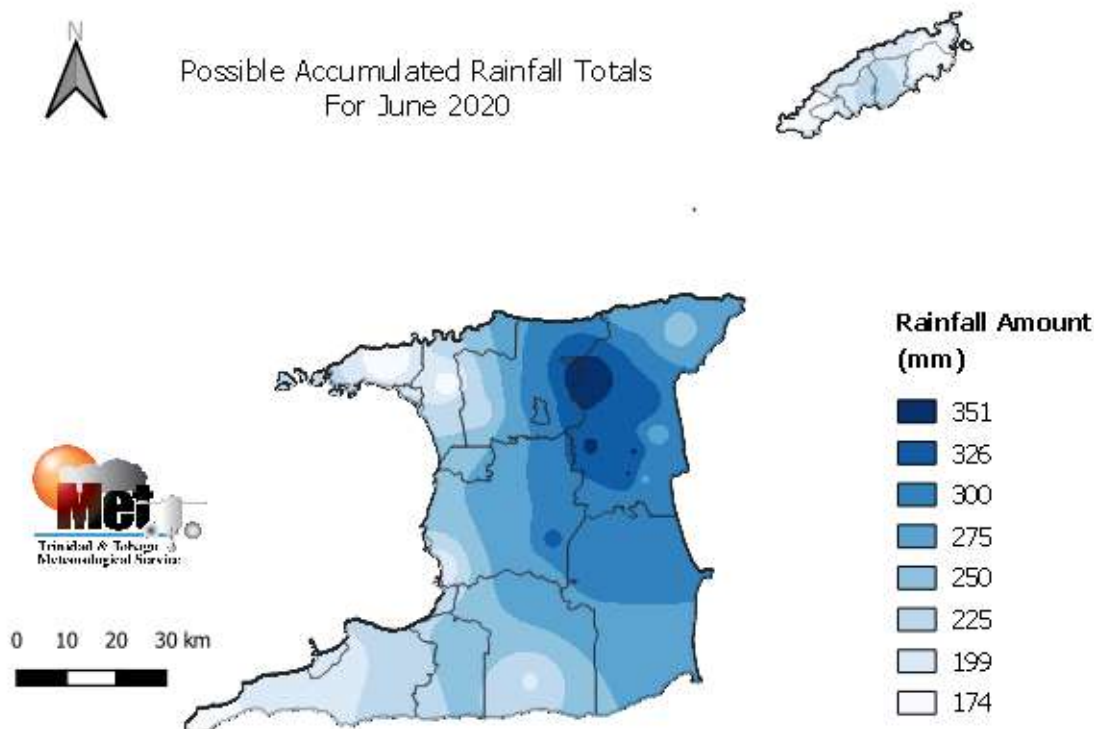 N
Possible Accumulated Rainfall Totals
For June 2020
Rainfall Amount
(mm)
351
326
300
275
250
225
199
174
Met
Trinidad & Tobago
Meteorological Service
0 10 20 30 km